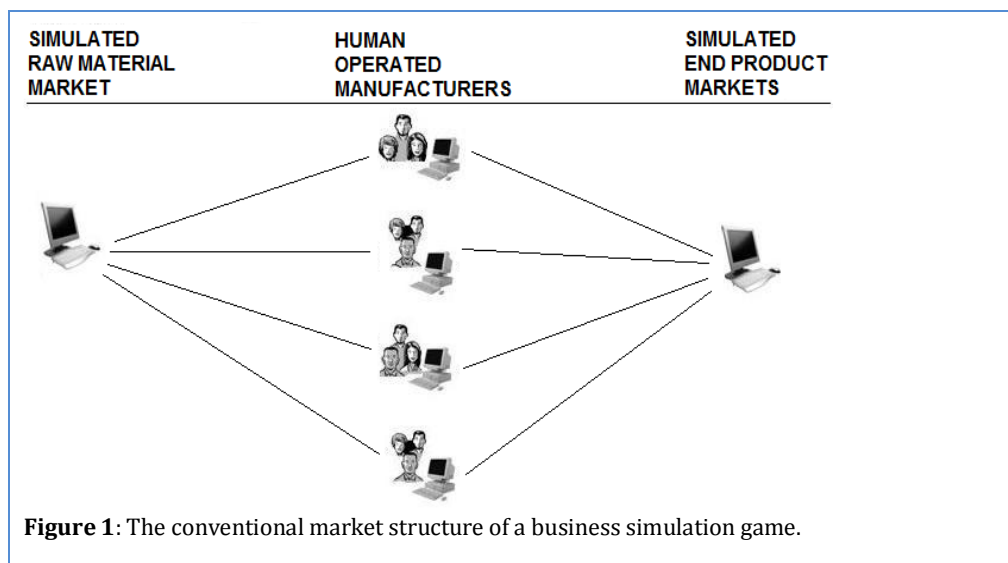 SIMULATED
RAW MATERIAL
MARKET
HUMAN
OPERATED
MANUFACTURERS
SIMULATED
END PRODUCT
MARKETS
Figure 1: The conventional market structure of a business simulation game.